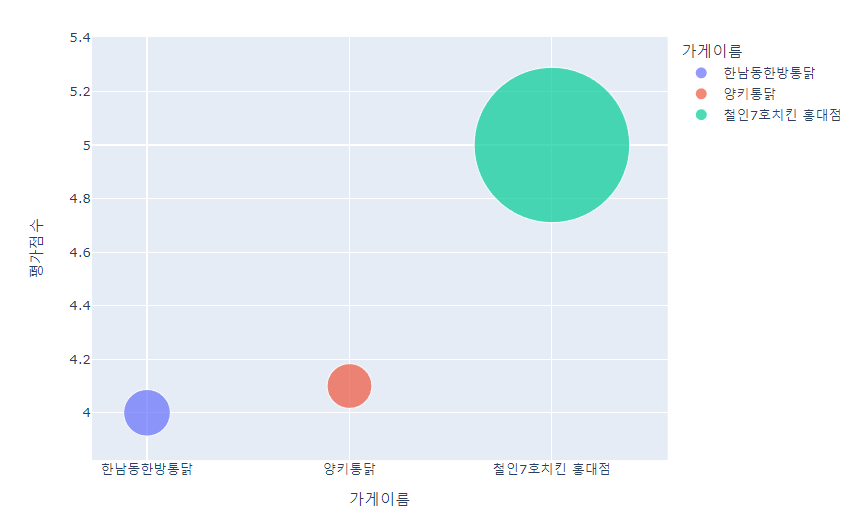 5.4
5.2
5
4.8
4.6
4.4
4.2
4
평가점수
한남동한방통닭
양키통닭
철인7호치킨 홍대점
가게이름
가게이름
한남동한방통닭
양키통닭
철인7호치킨 홍대점